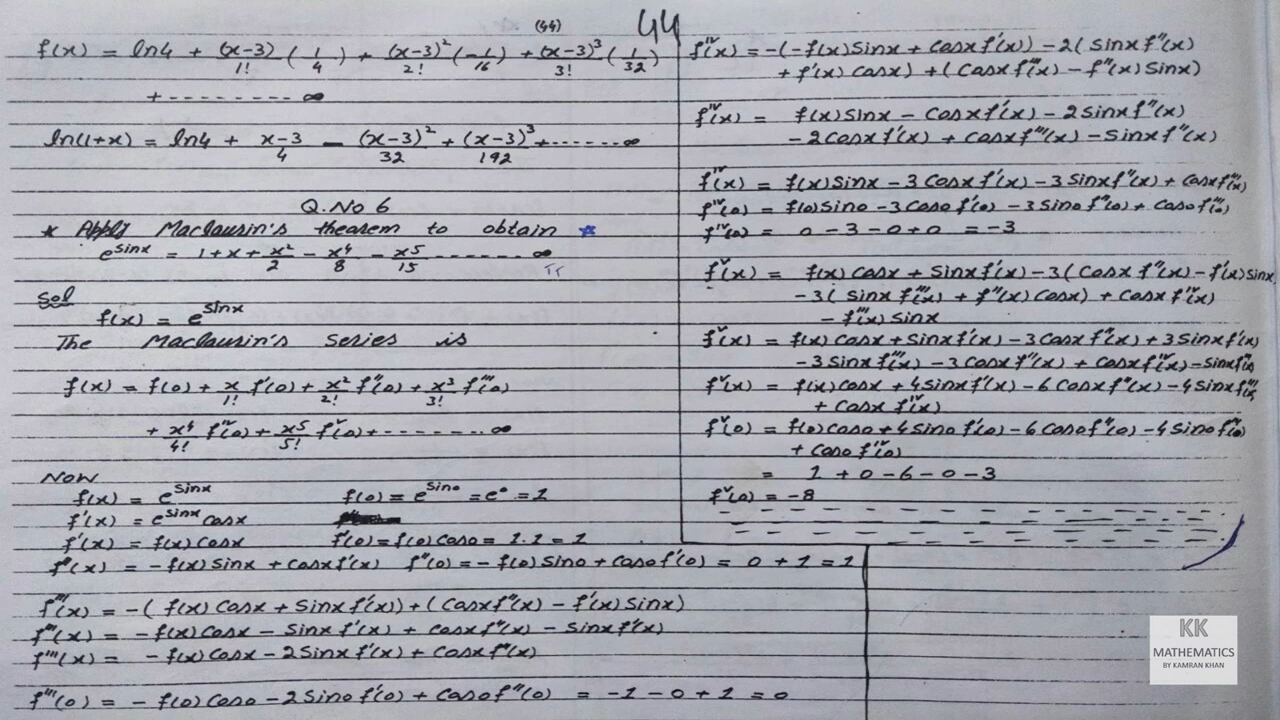 (44) 44
f(x) = ln4 + (x-3)/1! (1/4) + (x-3)²/2! (-1/16) + (x-3)³/3! (1/32)
+ --------- ∞
ln(1+x) = ln4 + x-3/4 - (x-3)²/32 + (x-3)³/192 + ------ ∞
Q.No 6
* Apply Maclausin's theorem to obtain *
e^sinx = 1+x+x²/2 - x⁴/8 - x5/15 ------- ∞
Sol
f(x) = e^sinx
The Maclausin's series is
f(x) = f(0) + x/1! f'(0) + x²/2! f''(0) + x³/3! f'''(0)
+ x⁴/4! f^iv(0) + x5/5! f^v(0) + --------- ∞
Now
f(x) = e^sinx f(0) = e^sin0 = e° = 1
f'(x) = e^sinx cosx
f'(x) = f(x) cosx f'(0) = f(0) cos0 = 1.1 = 1
f''(x) = -f(x) sinx + cosx f'(x) f''(0) = -f(0) sin0 + cos0 f'(0) = 0+1 = 1
f'''(x) = -( f(x) cosx + sinx f'(x)) + (cosx f''(x) - f'(x) sinx)
f'''(x) = -f(x) cosx - sinx f'(x) + cosx f''(x) - sinx f'(x)
f'''(x) = -f(x) cosx - 2 sinx f'(x) + cosx f''(x)
f'''(0) = -f(0) cos0 - 2 sin0 f'(0) + cos0 f''(0) = -1 - 0 + 1 = 0
f^iv(x) = -(-f(x) sinx + cosx f'(x)) - 2( sinx f''(x)
+ f'(x) cosx) + (cosx f'''(x) - f''(x) sinx)
f^iv(x) = f(x) sinx - cosx f'(x) - 2 sinx f''(x)
- 2cosx f'(x) + cosx f'''(x) - sinx f''(x)
f^iv(x) = f(x) sinx - 3 cosx f'(x) - 3 sinx f''(x) + cosx f'''(x)
f^iv(0) = f(0) sin0 - 3 cos0 f'(0) - 3 sin0 f''(0) + cos0 f'''(0)
f^iv(0) = 0 - 3 - 0 + 0 = -3
f^v(x) = f(x) cosx + sinx f'(x) - 3 (cosx f''(x) - f'(x) sinx
- 3( sinx f'''(x) + f''(x) cosx) + cosx f^iv(x)
- f'''(x) sinx
f^v(x) = f(x) cosx + sinx f'(x) - 3cosx f''(x) + 3 sinx f'(x)
- 3 sinx f'''(x) - 3 cosx f''(x) + cosx f^iv(x) - sinx f'''(x)
f^v(x) = f(x) cosx + 4 sinx f'(x) - 6 cosx f''(x) - 4 sinx f'''(x)
+ cosx f^iv(x)
f^v(0) = f(0) cos0 + 4 sin0 f'(0) - 6 cos0 f''(0) - 4 sin0 f'''(0)
+ cos0 f^iv(0)
= 1 + 0 - 6 - 0 - 3
f^v(0) = -8
KK
MATHEMATICS
BY KAMRAN KHAN